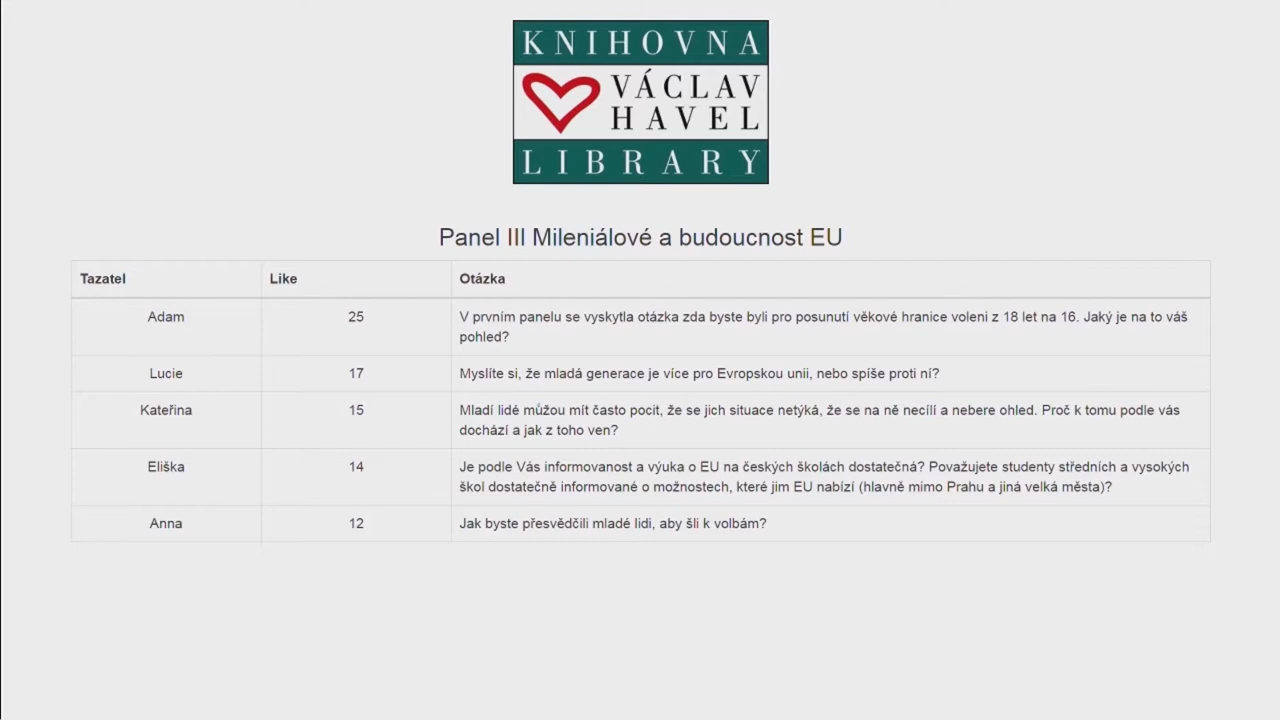 KNIHOVNA
VÁCLAV
HAVEL
LIBRARY
Panel III Mileniálové a budoucnost EU
Tazatel Like Otázka
Adam 25 V prvním panelu se vyskytla otázka zda byste byli pro posunutí věkové hranice voleni z 18 let na 16. Jaký je na to váš
pohled?
Lucie 17 Myslíte si, že mladá generace je více pro Evropskou unii, nebo spíše proti ní?
Kateřina 15 Mladí lidé můžou mít často pocit, že se jich situace netýká, že se na ně necílí a nebere ohled. Proč k tomu podle vás
dochází a jak z toho ven?
Eliška 14 Je podle Vás informovanost a výuka o EU na českých školách dostatečná? Považujete studenty středních a vysokých
škol dostatečně informované o možnostech, které jim EU nabízí (hlavně mimo Prahu a jiná velká města)?
Anna 12 Jak byste přesvědčili mladé lidi, aby šli k volbám?